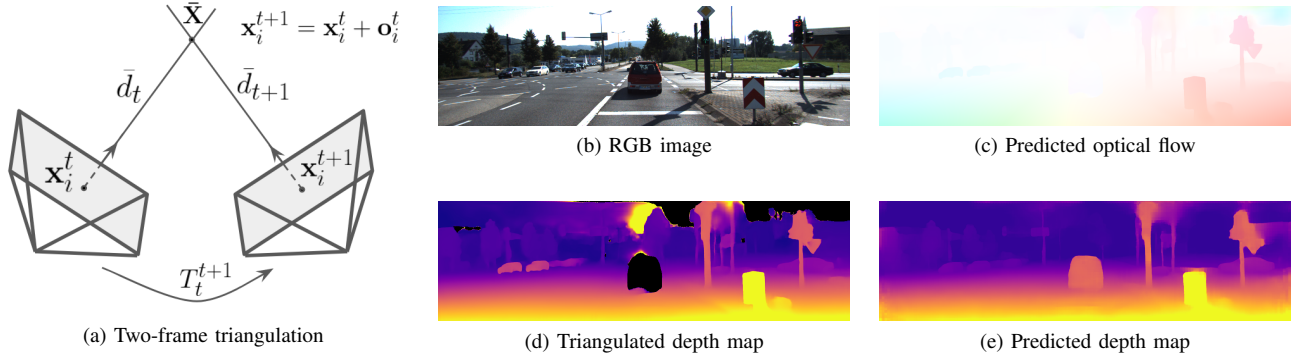 X̄
x_i^{t+1} = x_i^t + o_i^t
d̄_t
d̄_{t+1}
x_i^t
x_i^{t+1}
T_t^{t+1}
(a) Two-frame triangulation
(b) RGB image
(c) Predicted optical flow
(d) Triangulated depth map
(e) Predicted depth map